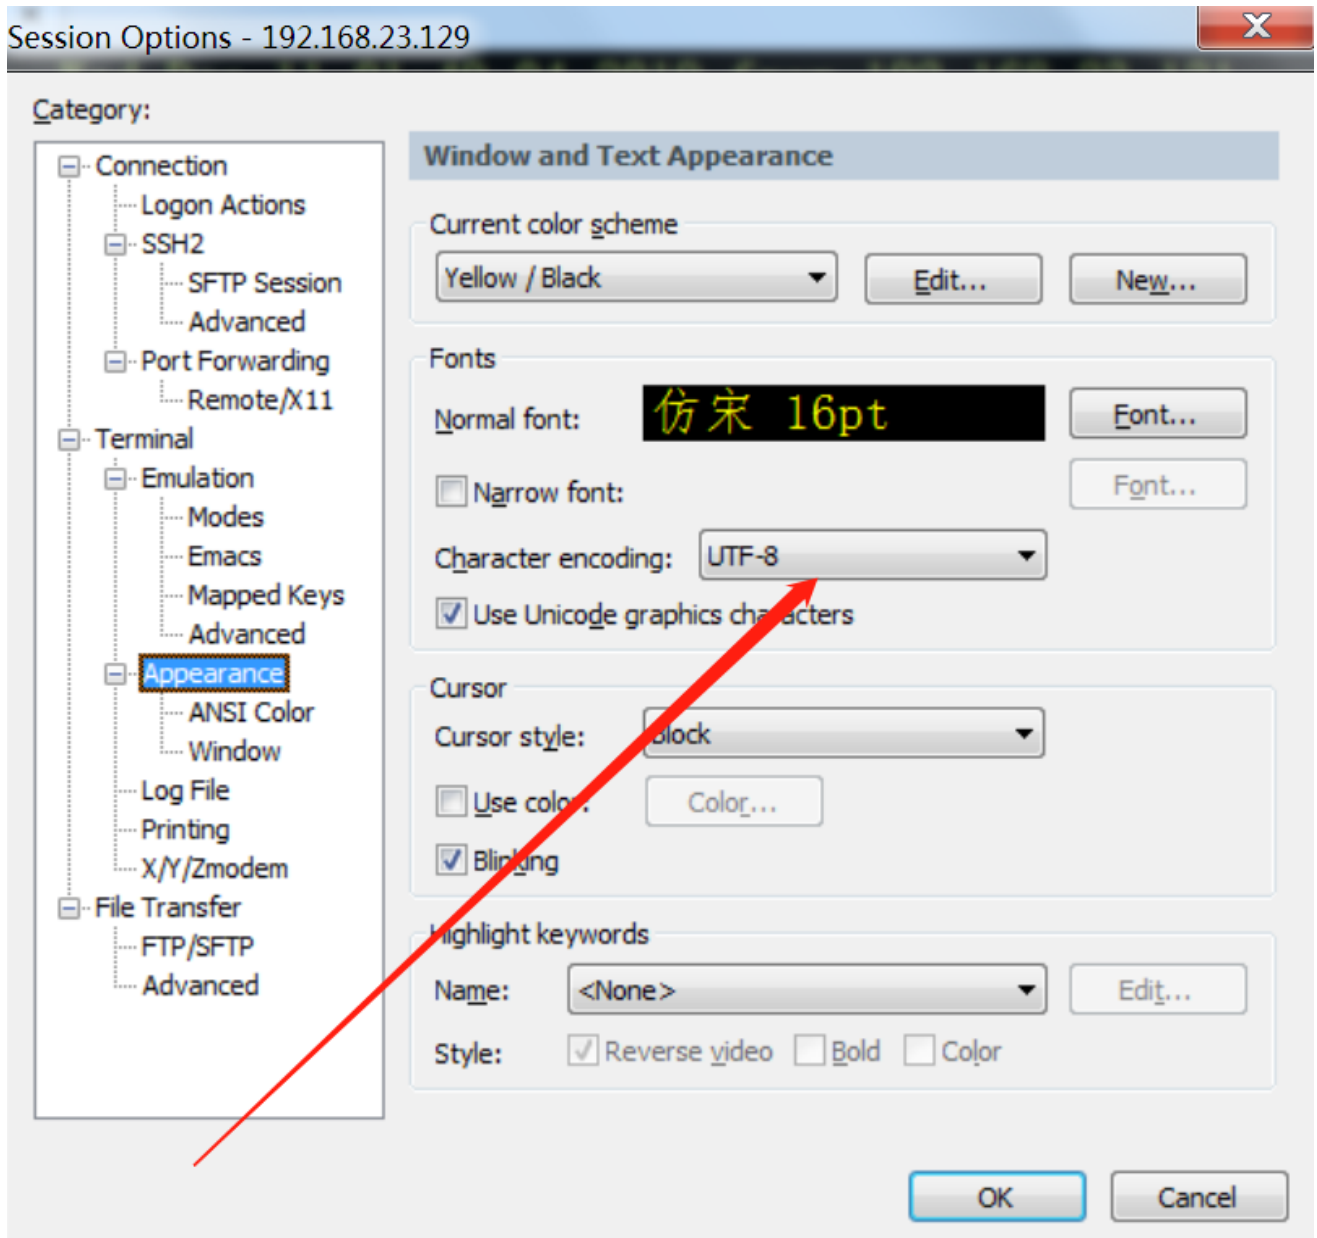 Session Options - 192.168.23.129
Category:
Connection
Logon Actions
SSH2
SFTP Session
Advanced
Port Forwarding
Remote/X11
Terminal
Emulation
Modes
Emacs
Mapped Keys
Advanced
Appearance
ANSI Color
Window
Log File
Printing
X/Y/Zmodem
File Transfer
FTP/SFTP
Advanced
Window and Text Appearance
Current color scheme
Yellow / Black
Edit...
New...
Fonts
Normal font:
仿宋 16pt
Font...
Narrow font:
Font...
Character encoding:
UTF-8
Use Unicode graphics characters
Cursor
Cursor style:
Block
Use color:
Color...
Blinking
Highlight keywords
Name:
<None>
Edit...
Style:
Reverse video
Bold
Color
OK
Cancel